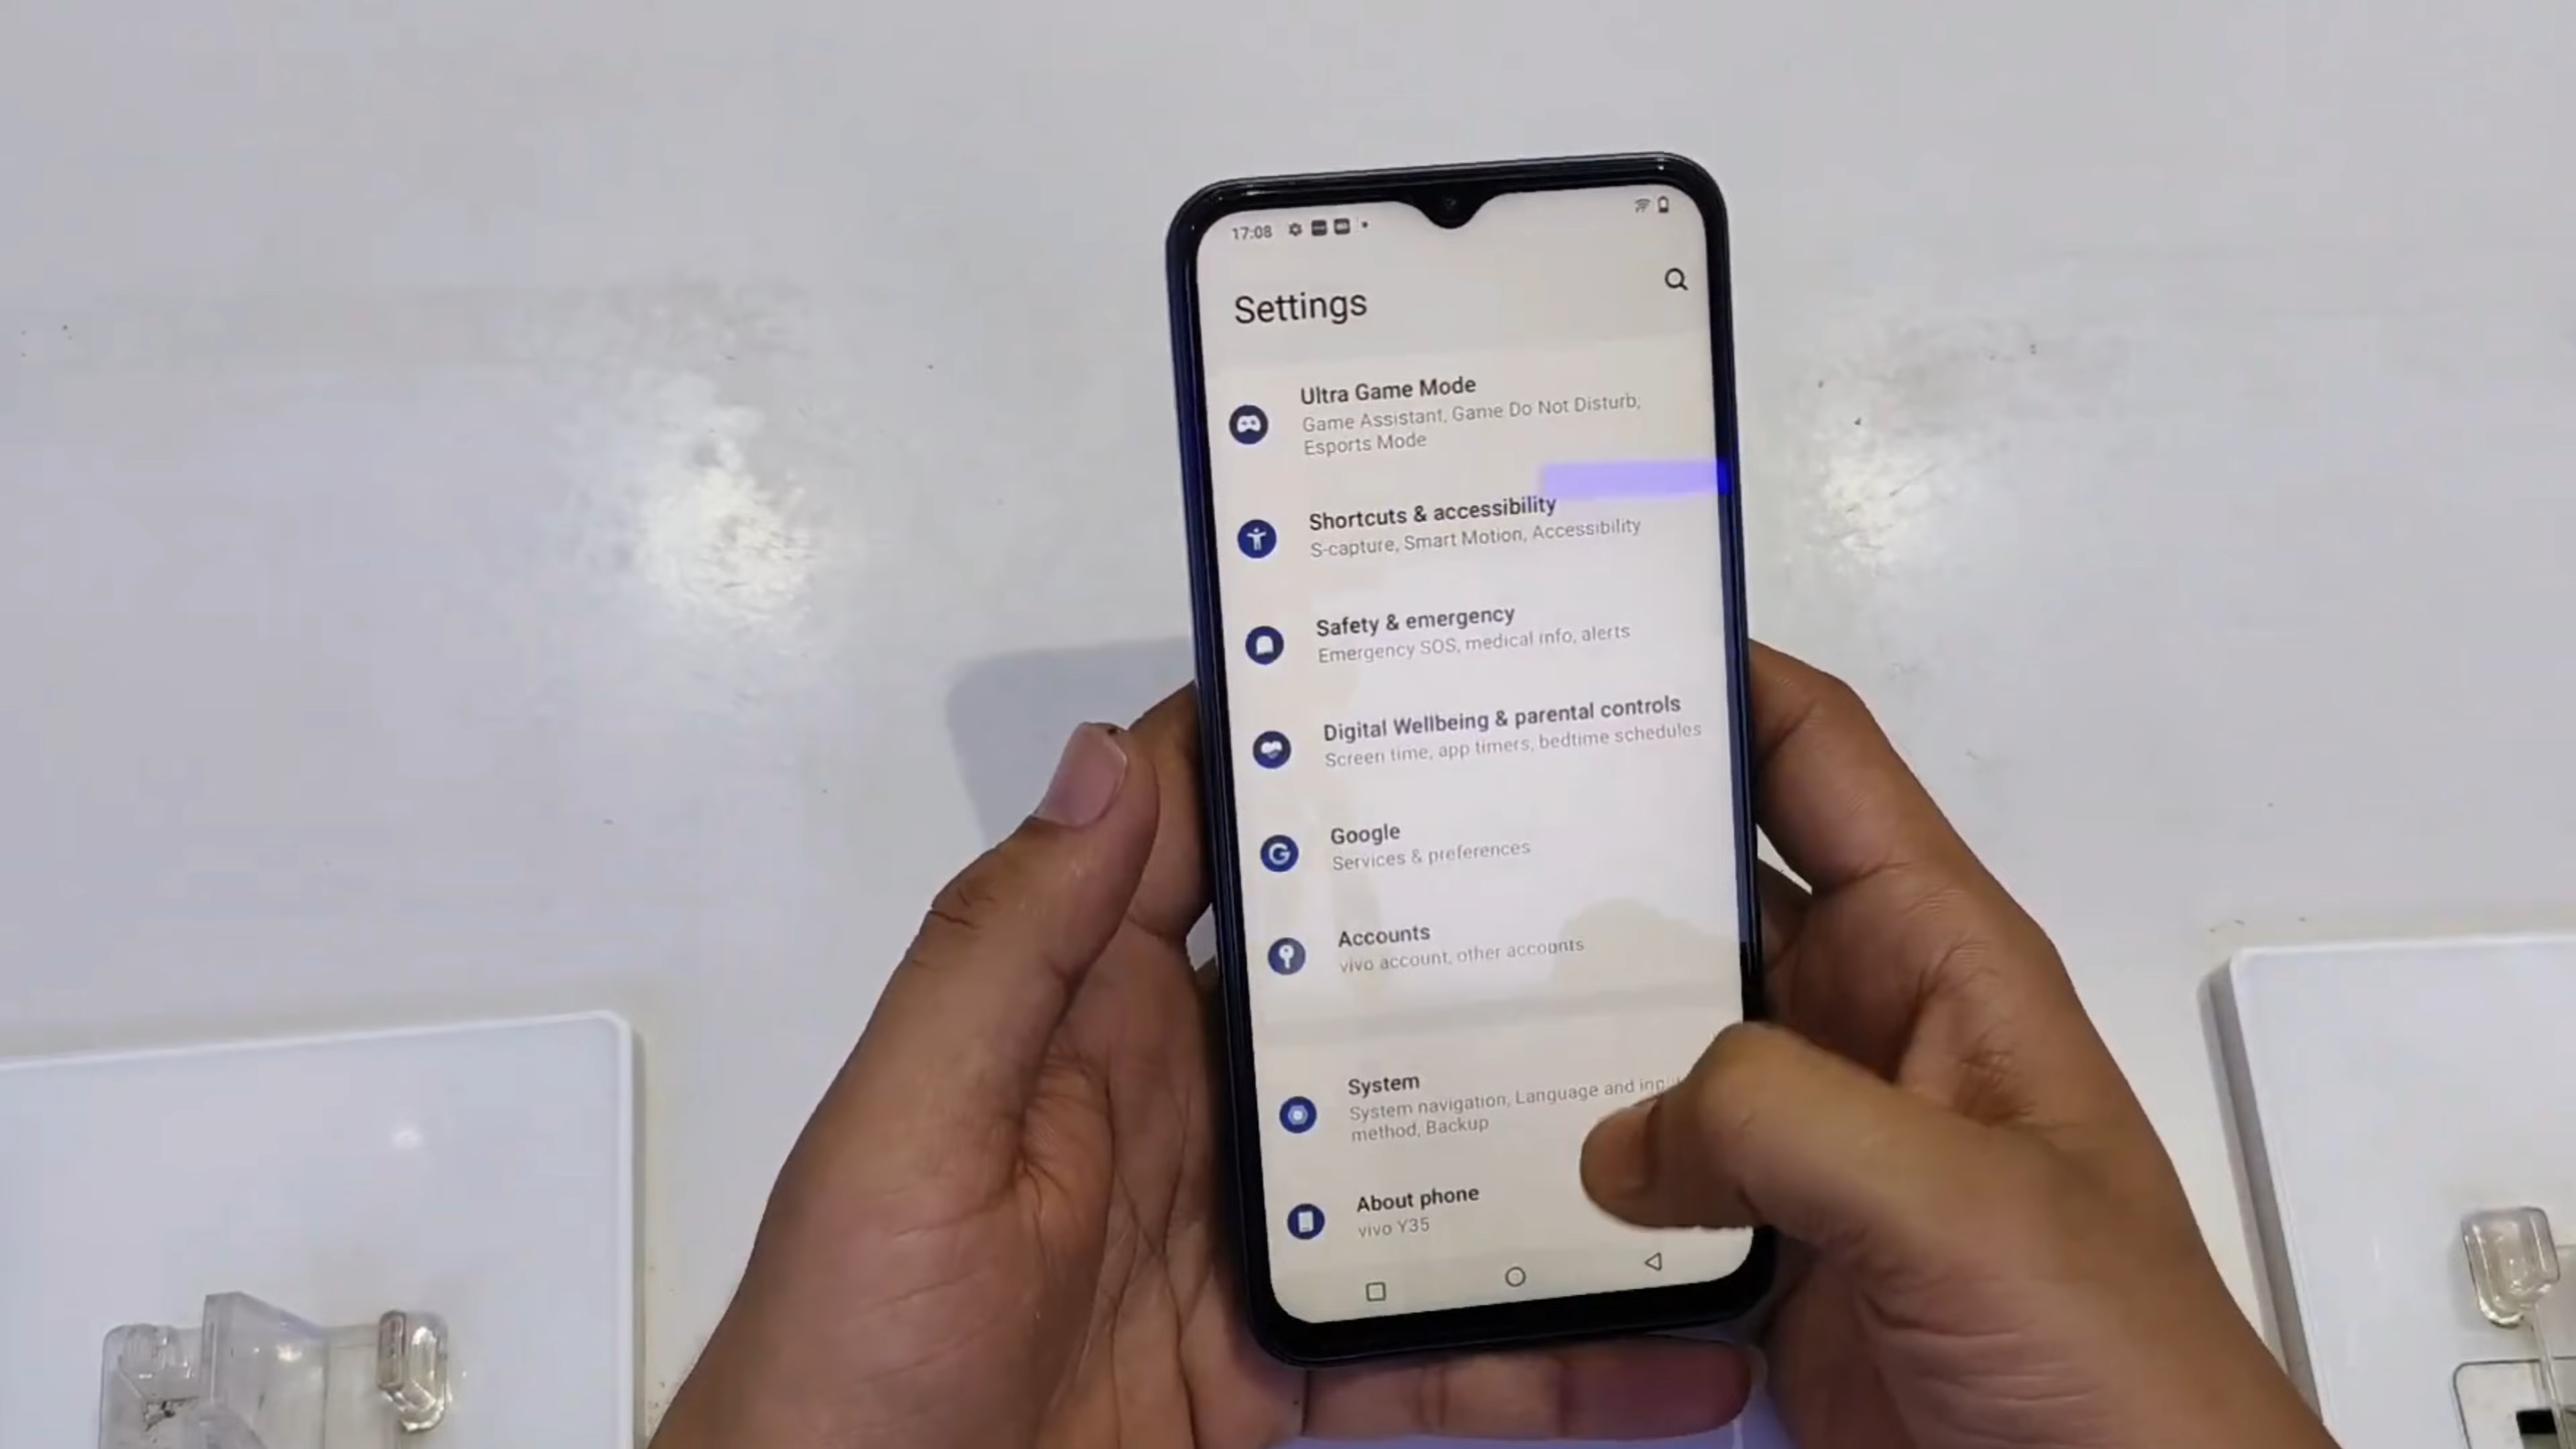 17:08
Settings
Ultra Game Mode
Game Assistant, Game Do Not Disturb,
Esports Mode
Shortcuts & accessibility
S-capture, Smart Motion, Accessibility
Safety & emergency
Emergency SOS, medical info, alerts
Digital Wellbeing & parental controls
Screen time, app timers, bedtime schedules
Google
Services & preferences
Accounts
vivo account, other accounts
System
System navigation, Language and
method, Backup
About phone
vivo Y35